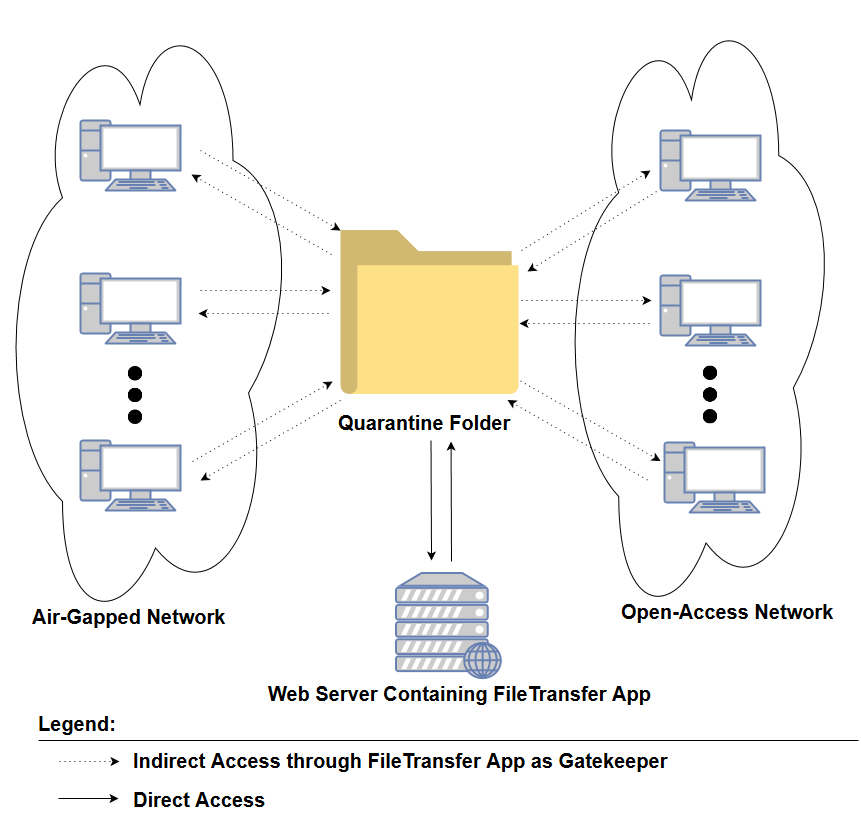 Quarantine Folder
Air-Gapped Network
Open-Access Network
Web Server Containing FileTransfer App
Legend:
Indirect Access through FileTransfer App as Gatekeeper
Direct Access